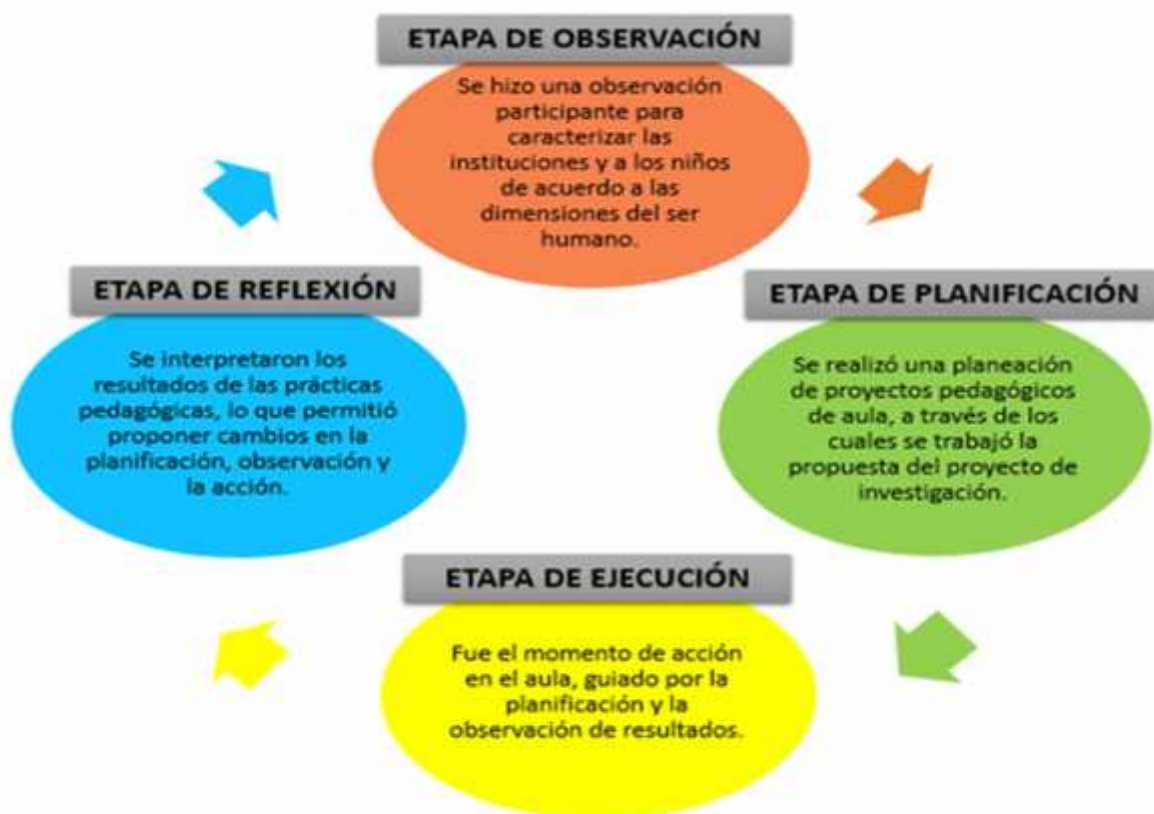 ETAPA DE OBSERVACIÓN
Se hizo una observación
participante para
caracterizar las
instituciones y a los niños
de acuerdo a las
dimensiones del ser
humano.
ETAPA DE REFLEXIÓN
Se interpretaron los
resultados de las prácticas
pedagógicas, lo que permitió
proponer cambios en la
planificación, observación y
la acción.
ETAPA DE PLANIFICACIÓN
Se realizó una planeación
de proyectos pedagógicos
de aula, a través de los
cuales se trabajó la
propuesta del proyecto de
investigación.
ETAPA DE EJECUCIÓN
Fue el momento de acción
en el aula, guiado por la
planificación y la
observación de resultados.